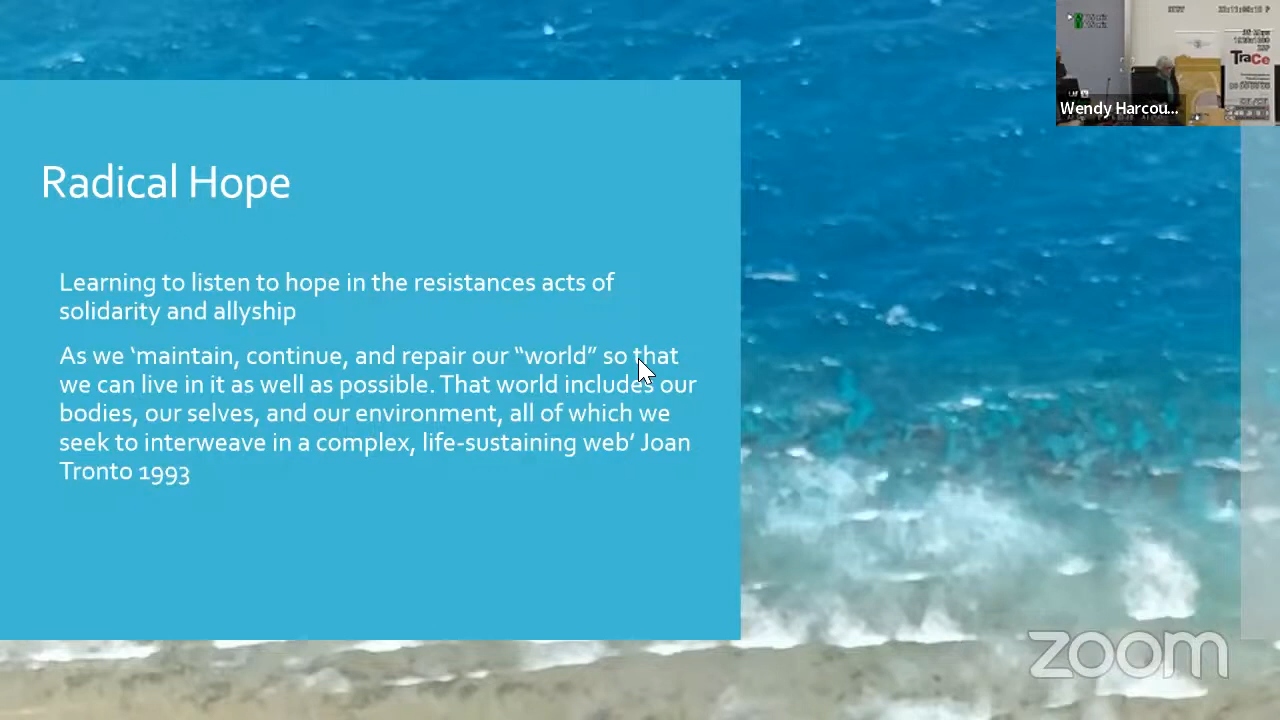 Radical Hope
Learning to listen to hope in the resistances acts of
solidarity and allyship
As we ‘maintain, continue, and repair our “world” so that
we can live in it as well as possible. That world includes our
bodies, our selves, and our environment, all of which we
seek to interweave in a complex, life-sustaining web’ Joan
Tronto 1993
TraCe
Wendy Harcou...
zoom